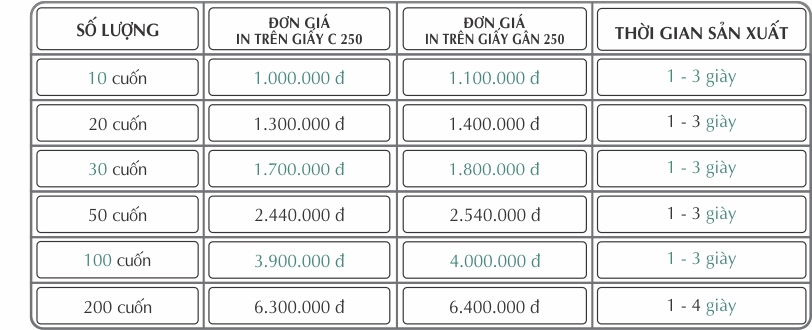 SỐ LƯỢNG
ĐƠN GIÁ
IN TRÊN GIẤY C 250
ĐƠN GIÁ
IN TRÊN GIẤY GÂN 250
THỜI GIAN SẢN XUẤT
10 cuốn 1.000.000 đ 1.100.000 đ 1 - 3 giày
20 cuốn 1.300.000 đ 1.400.000 đ 1 - 3 giày
30 cuốn 1.700.000 đ 1.800.000 đ 1 - 3 giày
50 cuốn 2.440.000 đ 2.540.000 đ 1 - 3 giày
100 cuốn 3.900.000 đ 4.000.000 đ 1 - 3 giày
200 cuốn 6.300.000 đ 6.400.000 đ 1 - 4 giày